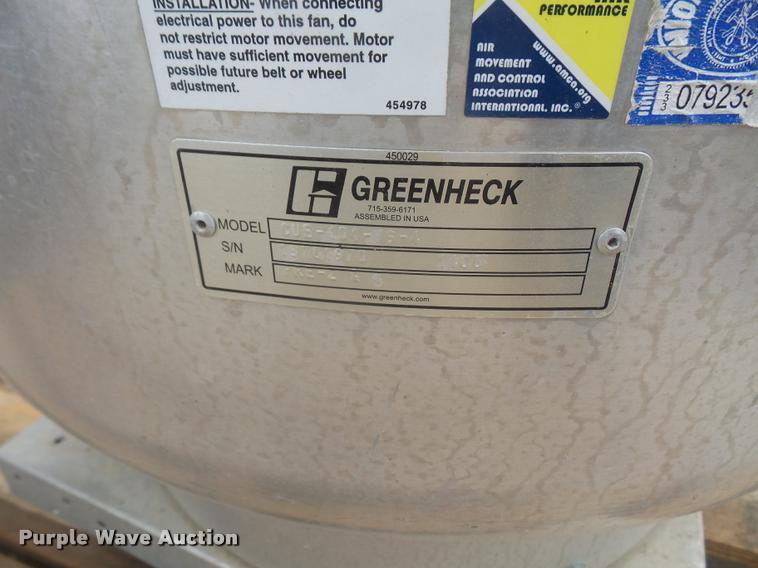 INSTALLATION- When connecting
electrical power to this fan, do
not restrict motor movement. Motor
must have sufficient movement for
possible future belt or wheel
adjustment.
454978
PERFORMANCE
www.amca.org
AIR
MOVEMENT
AND CONTROL
ASSOCIATION
INTERNATIONAL, INC.®
233
079235
450029
GREENHECK
715-359-6171
ASSEMBLED IN USA
MODEL
S/N
MARK
www.greenheck.com
Purple Wave Auction®